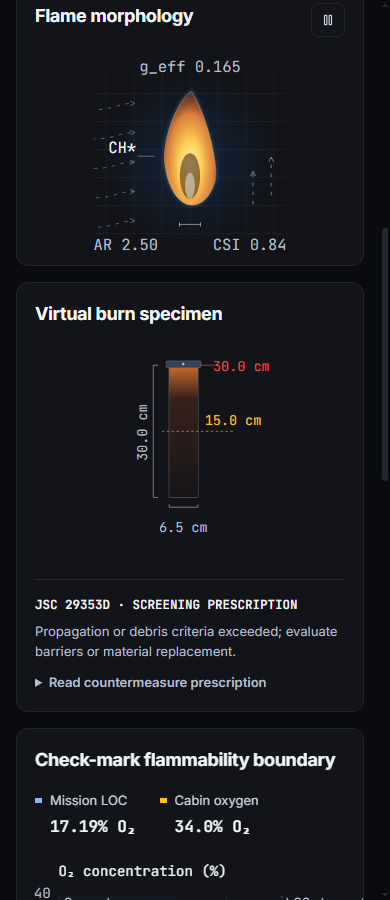 Flame morphology
g_eff 0.165
CH*
AR 2.50 CSI 0.84
Virtual burn specimen
30.0 cm
15.0 cm
30.0 cm
6.5 cm
JSC 29353D · SCREENING PRESCRIPTION
Propagation or debris criteria exceeded; evaluate
barriers or material replacement.
Read countermeasure prescription
Check-mark flammability boundary
Mission LOC Cabin oxygen
17.19% O₂ 34.0% O₂
O₂ concentration (%)
40